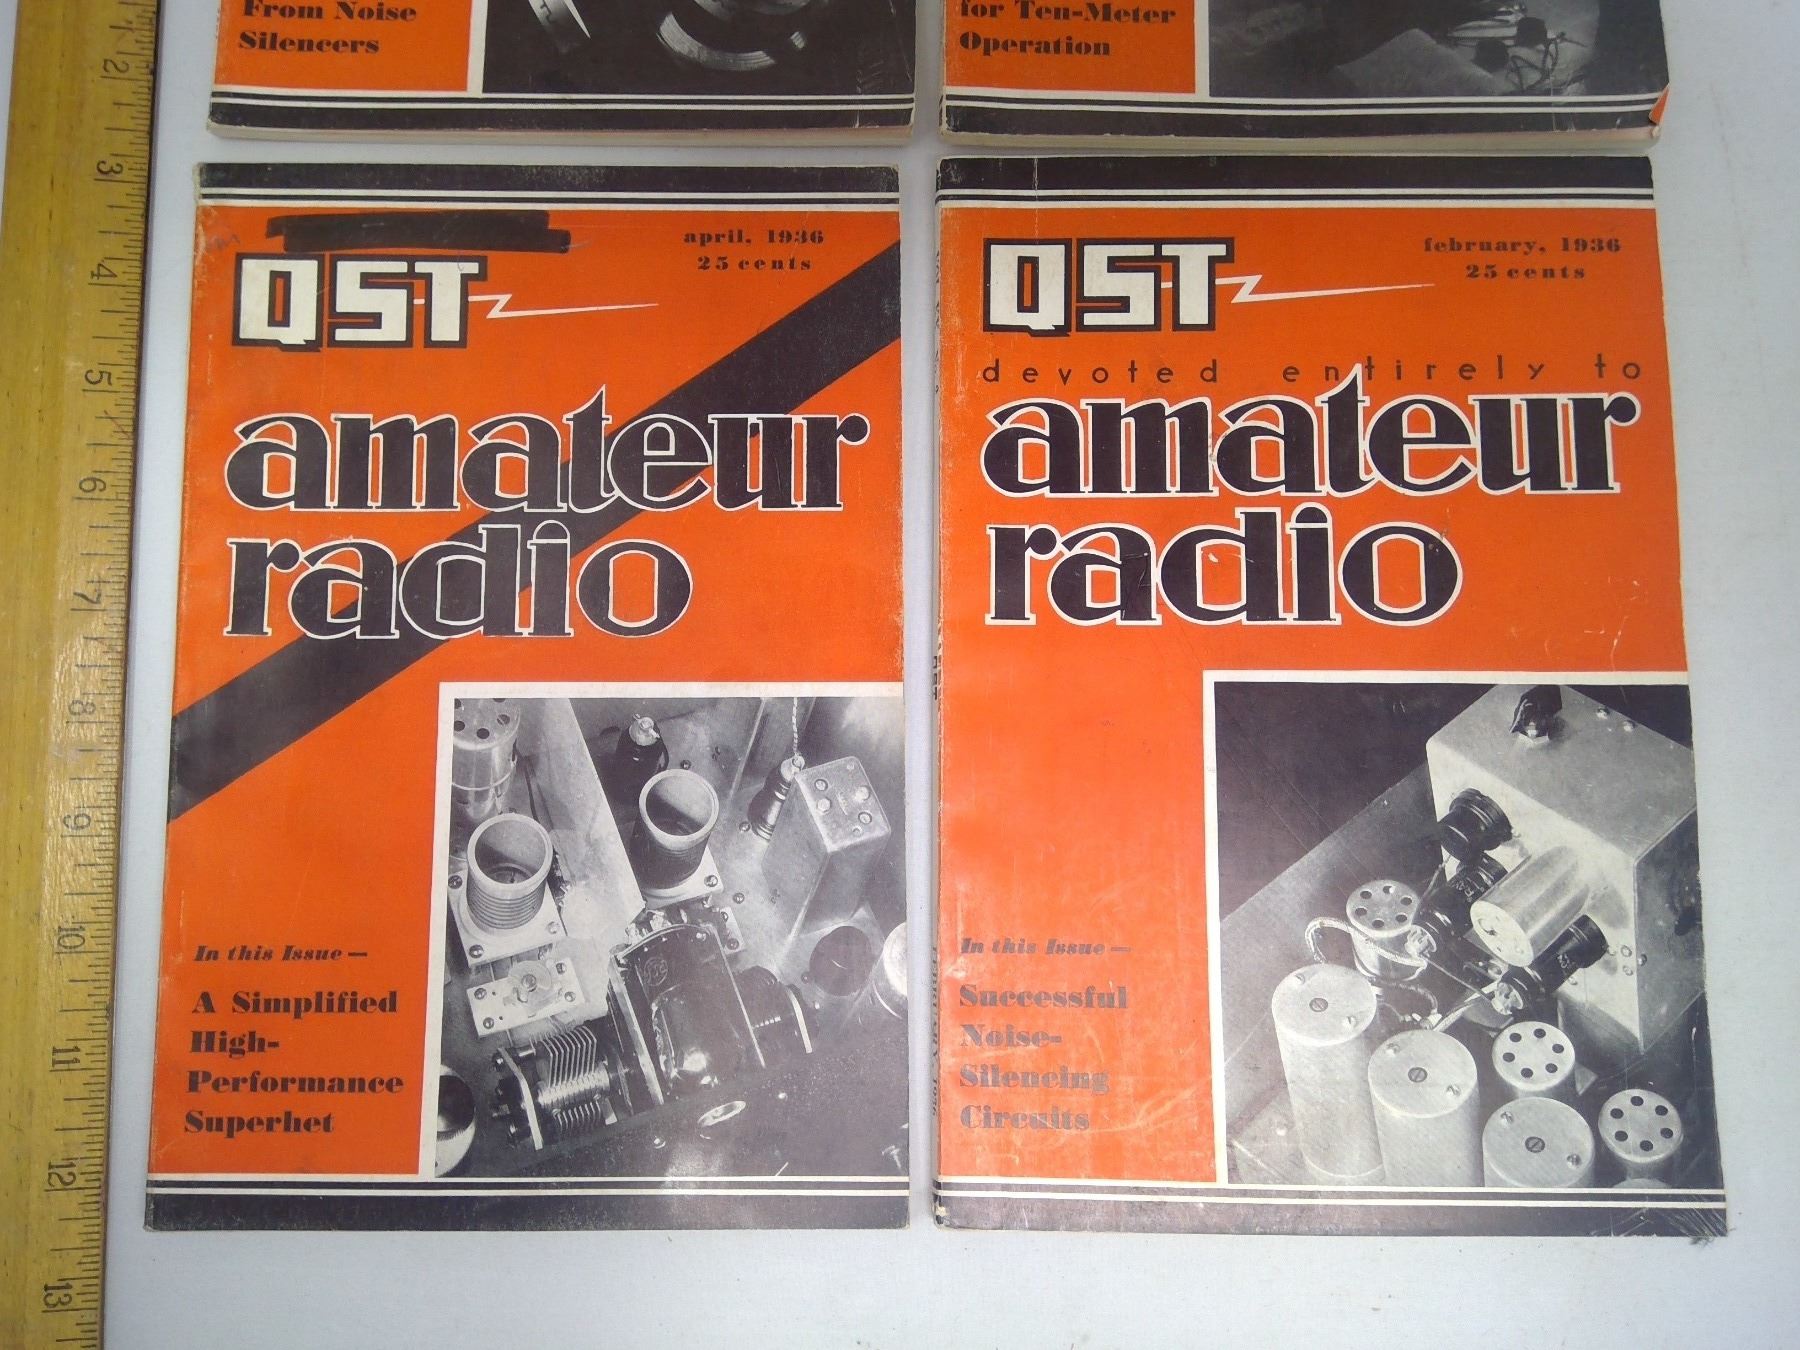 From Noise
Silencers
for Ten-Meter
Operation
QST
april, 1936
25 cents
amateur
radio
In this Issue —
A Simplified
High-
Performance
Superhet
QST
february, 1936
25 cents
devoted entirely to
amateur
radio
In this Issue —
Successful
Noise-
Silencing
Circuits
2
3
4
5
6
7
8
9
10
11
12
13